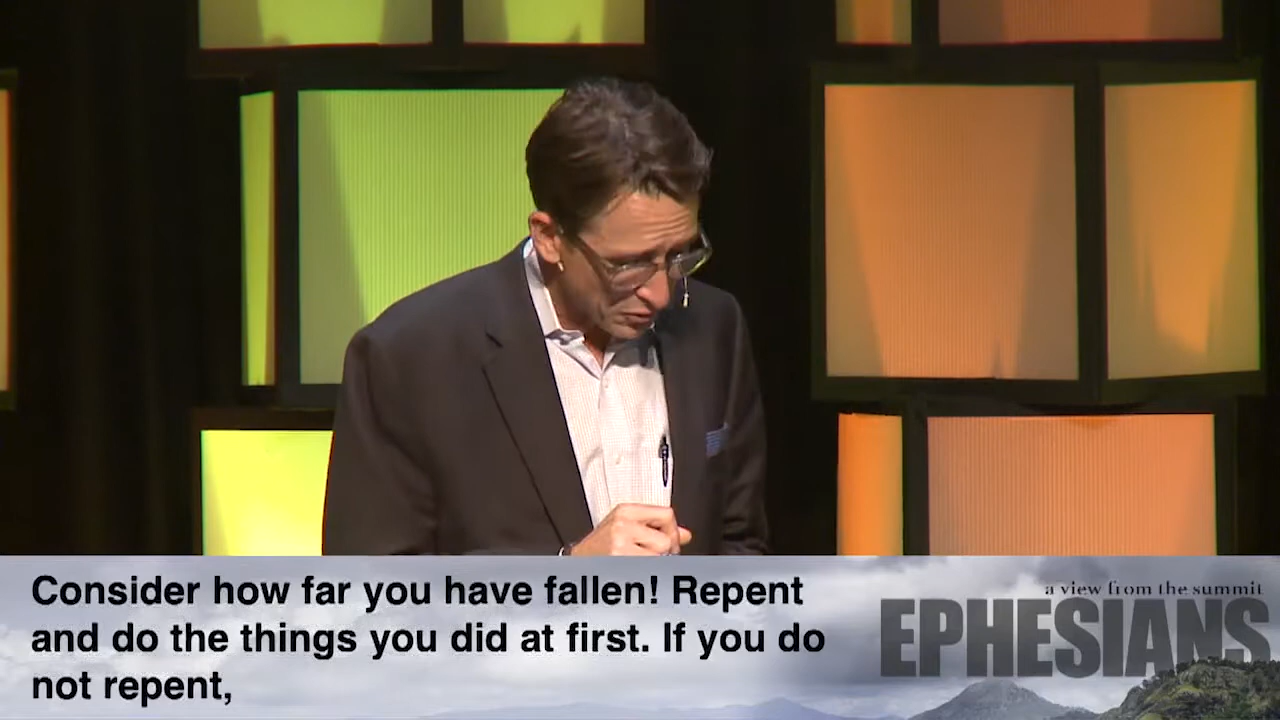 Consider how far you have fallen! Repent
and do the things you did at first. If you do
not repent,
a view from the summit
EPHESIANS